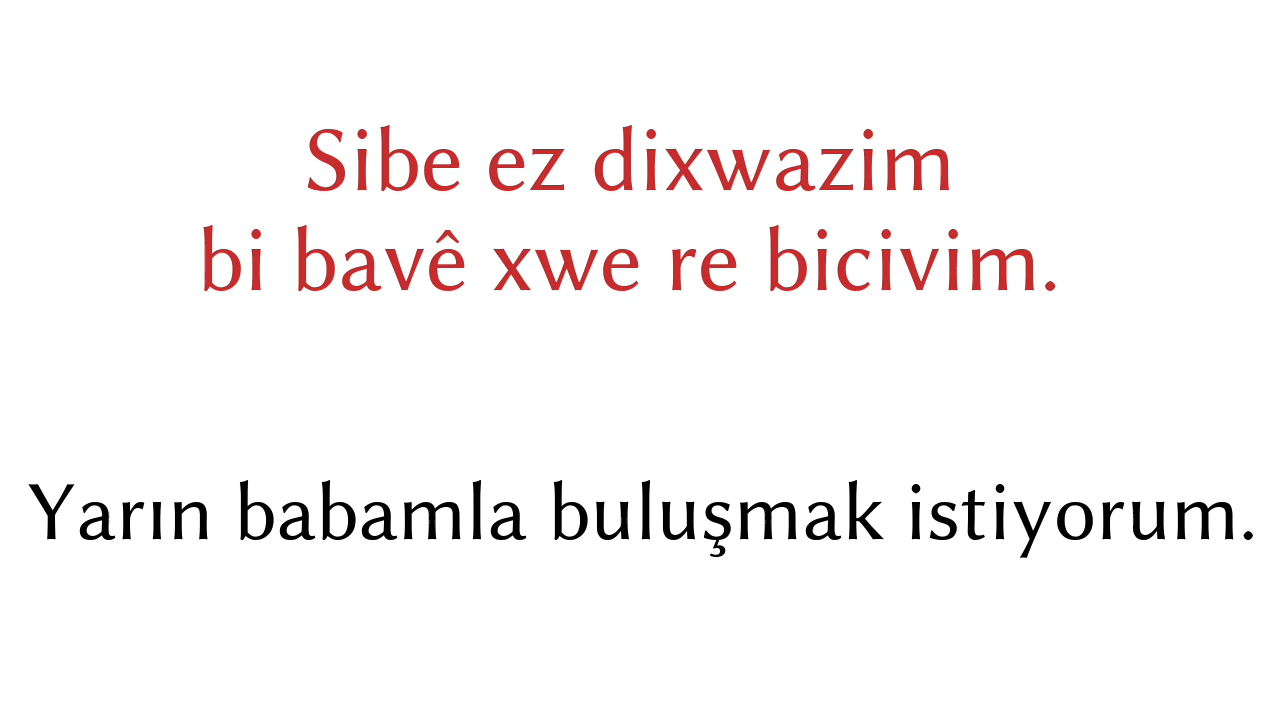 Sibe ez dixwazim
bi bavê xwe re bicivim.
Yarın babamla buluşmak istiyorum.